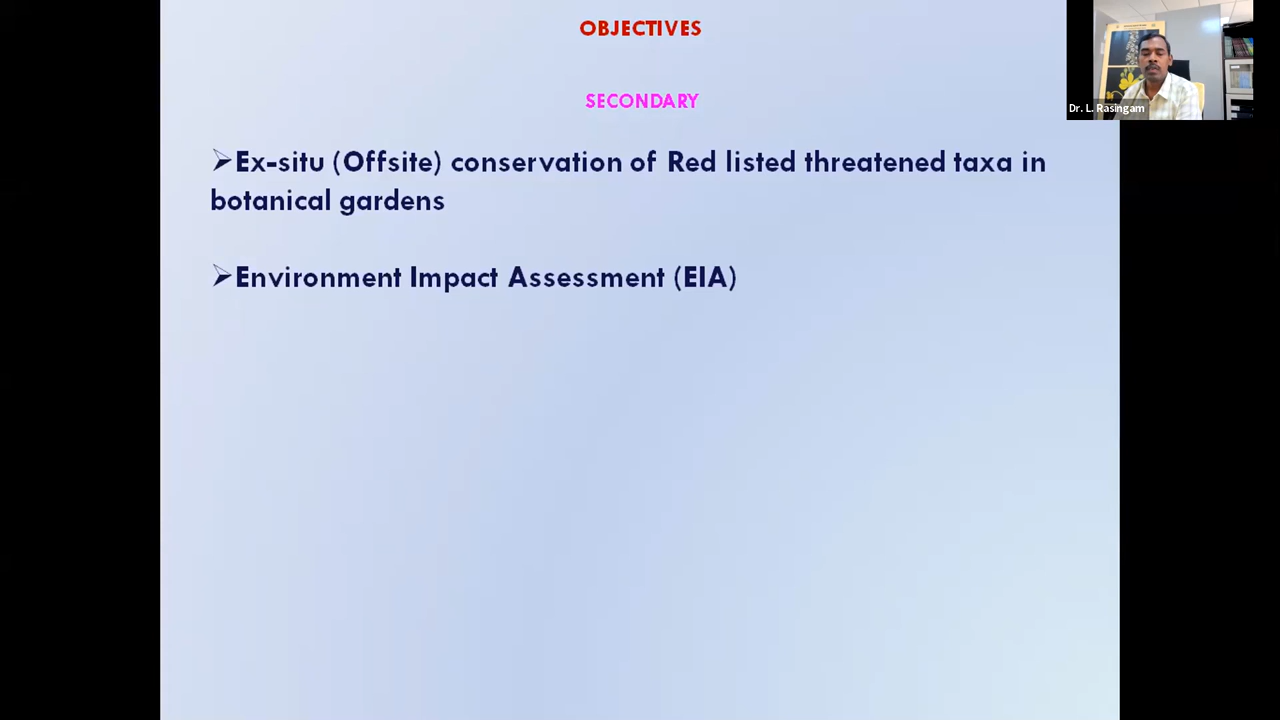 OBJECTIVES
SECONDARY
Dr. L. Rasingam
➢Ex-situ (Offsite) conservation of Red listed threatened taxa in
botanical gardens
➢Environment Impact Assessment (EIA)